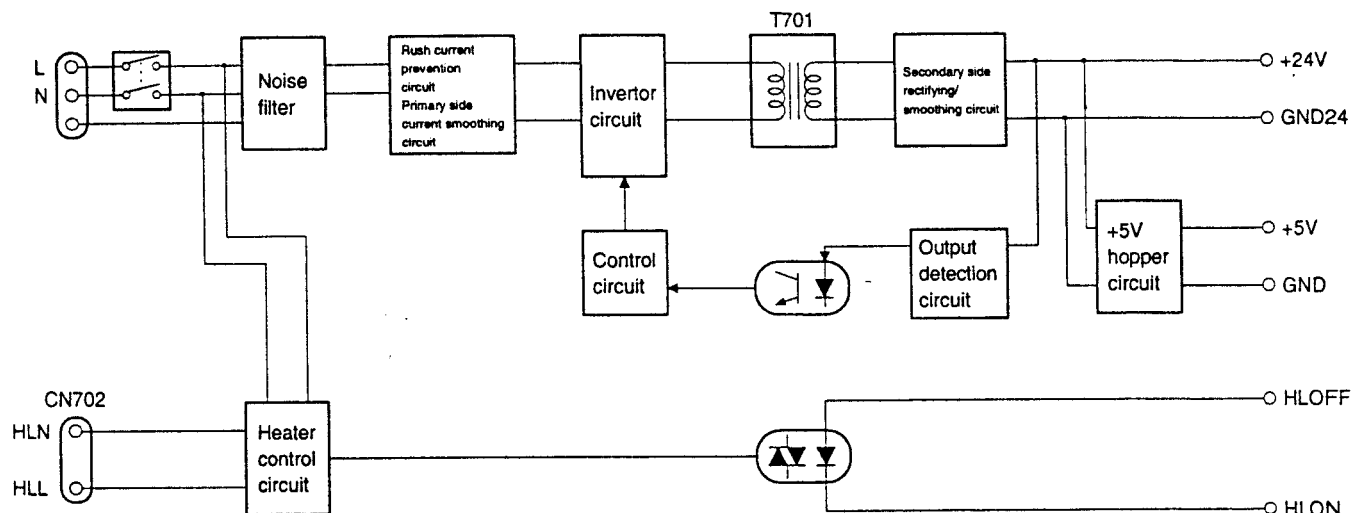 T701
L
N
Noise
filter
Rush current
prevention
circuit
Primary side
current smoothing
circuit
Invertor
circuit
Secondary side
rectifying/
smoothing circuit
+24V
GND24
Control
circuit
Output
detection
circuit
+5V
hopper
circuit
+5V
GND
CN702
HLN
HLL
Heater
control
circuit
HLOFF
HLON